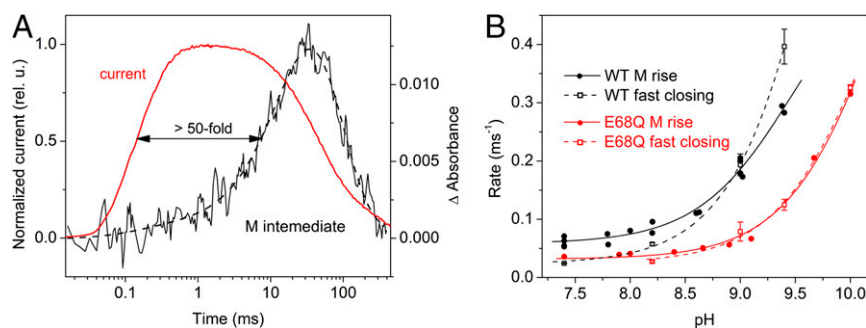 A
Normalized current (rel. u.)
1.0
0.5
0.0
current
> 50-fold
M intemediate
0.010
0.005
0.000
Δ Absorbance
0.1
1
10
100
Time (ms)
B
Rate (ms⁻¹)
0.4
0.3
0.2
0.1
0.0
WT M rise
WT fast closing
E68Q M rise
E68Q fast closing
7.5
8.0
8.5
9.0
9.5
10.0
pH